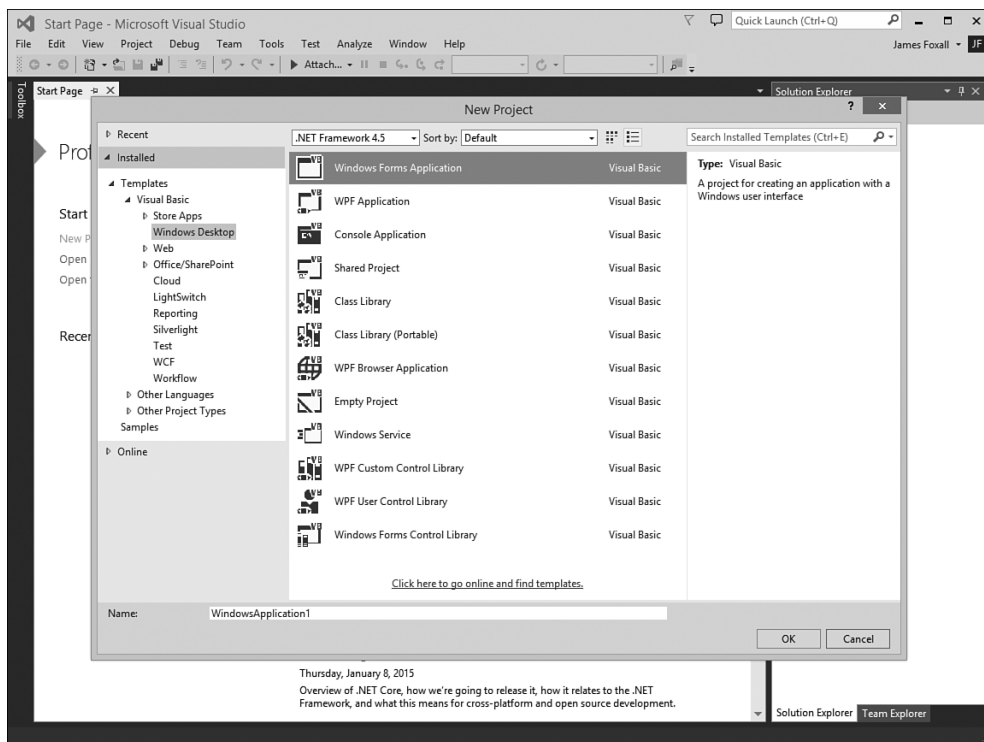 Start Page - Microsoft Visual Studio
Quick Launch (Ctrl+Q)
File Edit View Project Debug Team Tools Test Analyze Window Help
James Foxall JF
Attach...
Toolbox
Start Page
Solution Explorer
New Project
Prof
Start
New P
Open
Open
Recer
Recent
Installed
Templates
Visual Basic
Store Apps
Windows Desktop
Web
Office/SharePoint
Cloud
LightSwitch
Reporting
Silverlight
Test
WCF
Workflow
Other Languages
Other Project Types
Samples
Online
.NET Framework 4.5 Sort by: Default
Search Installed Templates (Ctrl+E)
Windows Forms Application Visual Basic
WPF Application Visual Basic
Console Application Visual Basic
Shared Project Visual Basic
Class Library Visual Basic
Class Library (Portable) Visual Basic
WPF Browser Application Visual Basic
Empty Project Visual Basic
Windows Service Visual Basic
WPF Custom Control Library Visual Basic
WPF User Control Library Visual Basic
Windows Forms Control Library Visual Basic
Click here to go online and find templates.
Type: Visual Basic
A project for creating an application with a
Windows user interface
Name: WindowsApplication1
OK Cancel
Thursday, January 8, 2015
Overview of .NET Core, how we're going to release it, how it relates to the .NET
Framework, and what this means for cross-platform and open source development.
Solution Explorer Team Explorer